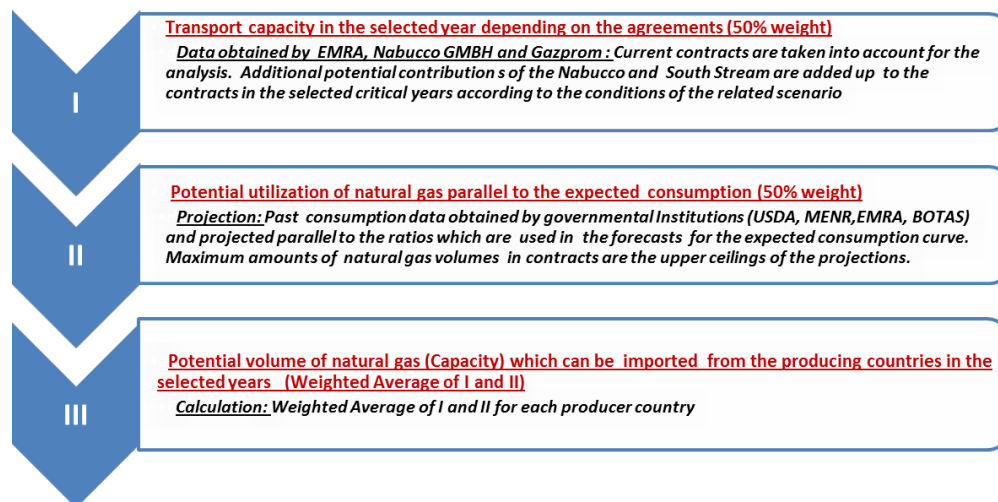 I
Transport capacity in the selected year depending on the agreements (50% weight)
Data obtained by EMRA, Nabucco GMBH and Gazprom : Current contracts are taken into account for the
analysis. Additional potential contribution s of the Nabucco and South Stream are added up to the
contracts in the selected critical years according to the conditions of the related scenario
II
Potential utilization of natural gas parallel to the expected consumption (50% weight)
Projection: Past consumption data obtained by governmental Institutions (USDA, MENR,EMRA, BOTAS)
and projected parallel to the ratios which are used in the forecasts for the expected consumption curve.
Maximum amounts of natural gas volumes in contracts are the upper ceilings of the projections.
III
Potential volume of natural gas (Capacity) which can be imported from the producing countries in the
selected years (Weighted Average of I and II)
Calculation: Weighted Average of I and II for each producer country